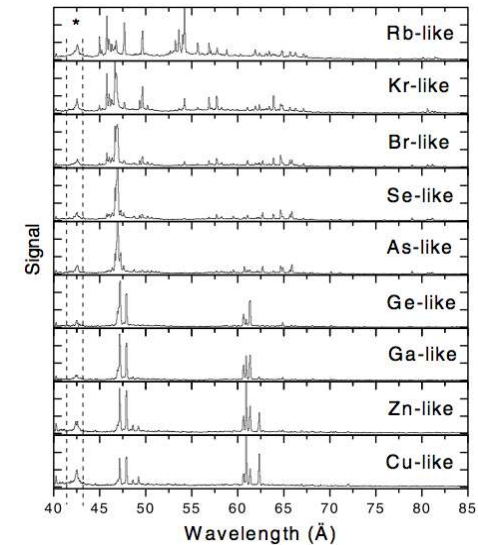 *
Rb-like
Kr-like
Br-like
Se-like
As-like
Ge-like
Ga-like
Zn-like
Cu-like
Signal
40 45 50 55 60 65 70 75 80 85
Wavelength (Å)